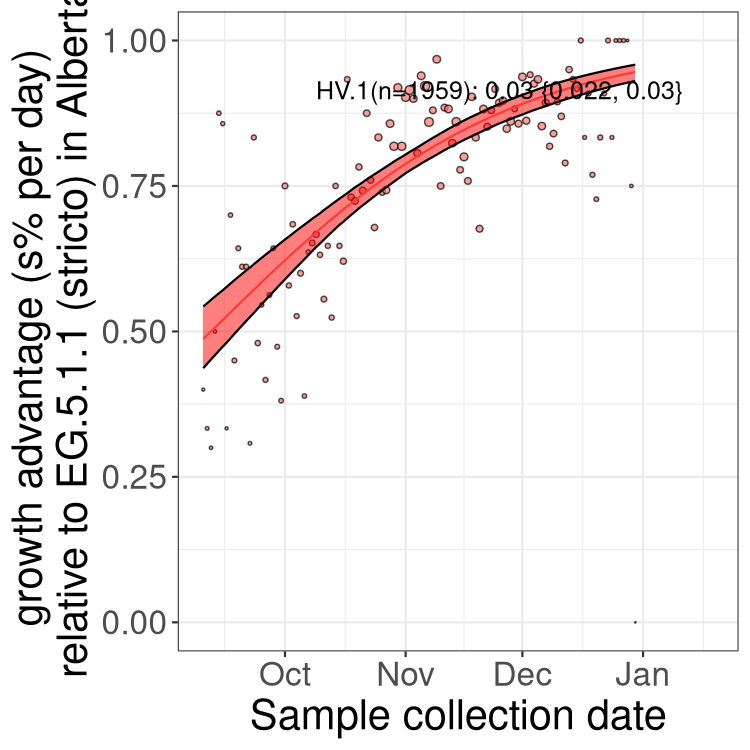 growth advantage (s% per day)
relative to EG.5.1.1 (stricto) in Alberta
1.00
0.75
0.50
0.25
0.00
HV.1(n=1959): 0.03 {0.022, 0.03}
Oct Nov Dec Jan
Sample collection date